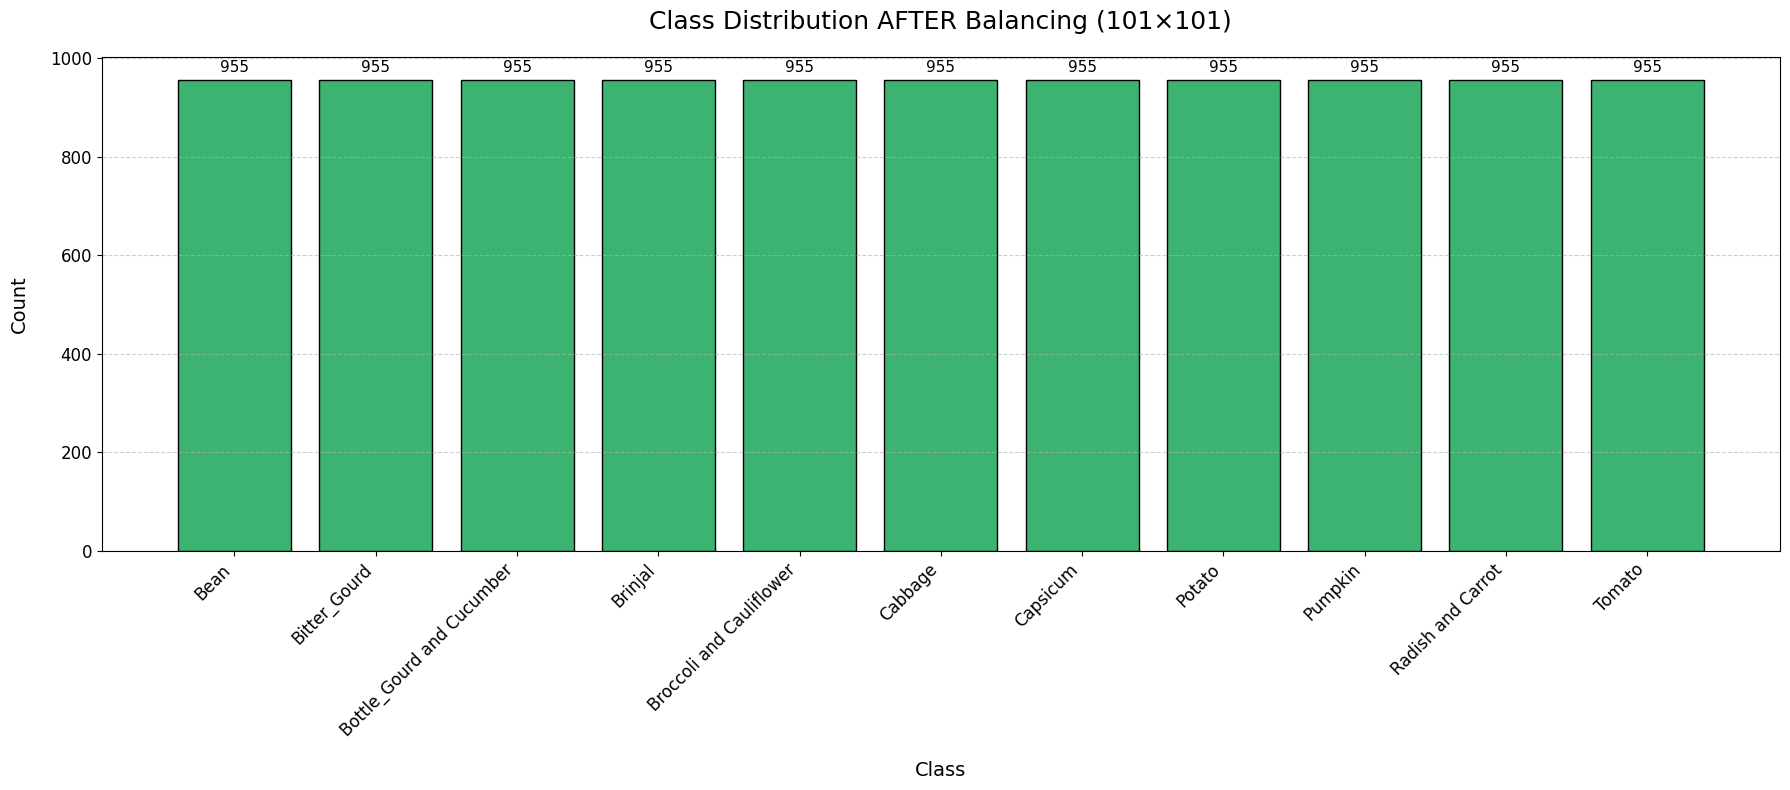 Class Distribution AFTER Balancing (101×101)
1000
800
600
400
200
0
Count
955
955
955
955
955
955
955
955
955
955
955
Bean
Bitter_Gourd
Bottle_Gourd and Cucumber
Brinjal
Broccoli and Cauliflower
Cabbage
Capsicum
Potato
Pumpkin
Radish and Carrot
Tomato
Class